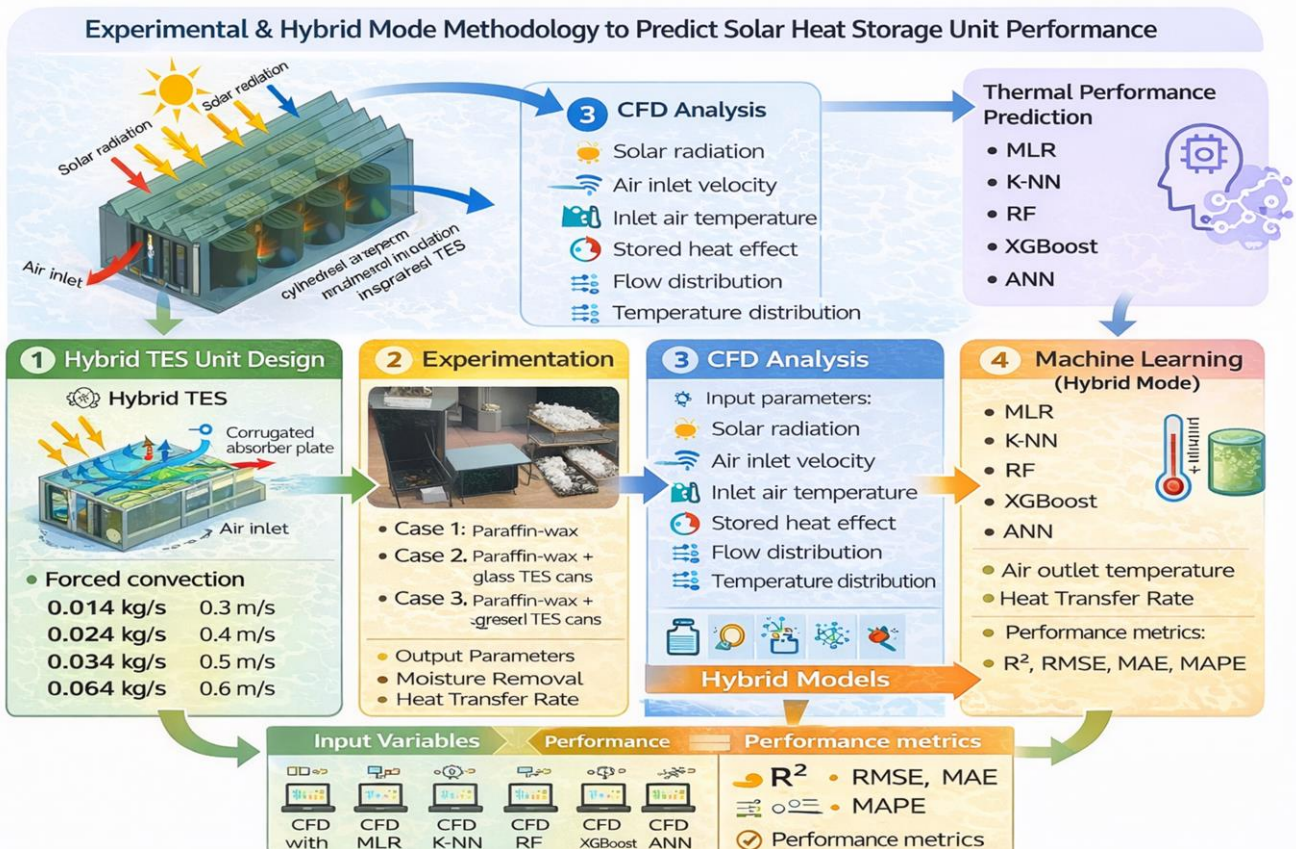 Experimental & Hybrid Mode Methodology to Predict Solar Heat Storage Unit Performance
Solar rediation
Solar radiation
Air inlet
TES
3 CFD Analysis
Solar radiation
Air inlet velocity
Inlet air temperature
Stored heat effect
Flow distribution
Temperature distribution
Thermal Performance
Prediction
• MLR
• K-NN
• RF
• XGBoost
• ANN
1 Hybrid TES Unit Design
Hybrid TES
Corrugated
absorber plate
Air inlet
• Forced convection
0.014 kg/s 0.3 m/s
0.024 kg/s 0.4 m/s
0.034 kg/s 0.5 m/s
0.064 kg/s 0.6 m/s
2 Experimentation
• Case 1: Paraffin-wax
• Case 2. Paraffin-wax +
glass TES cans
• Case 3. Paraffin-wax +
TES cans
• Output Parameters
• Moisture Removal
• Heat Transfer Rate
3 CFD Analysis
Input parameters:
Solar radiation
Air inlet velocity
Inlet air temperature
Stored heat effect
Flow distribution
Temperature distribution
Hybrid Models
4 Machine Learning
(Hybrid Mode)
• MLR
• K-NN
• RF
• XGBoost
• ANN
• Air outlet temperature
• Heat Transfer Rate
• Performance metrics:
• R², RMSE, MAE, MAPE
Input Variables Performance Performance metrics
CFD
with
CFD
MLR
CFD
K-NN
CFD
RF
CFD
XGBoost
CFD
ANN
R² • RMSE, MAE
• MAPE
Performance metrics